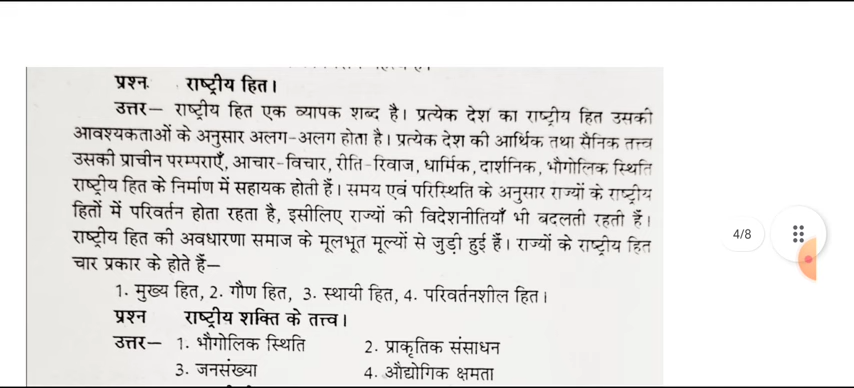 प्रश्न. राष्ट्रीय हित।
उत्तर— राष्ट्रीय हित एक व्यापक शब्द है। प्रत्येक देश का राष्ट्रीय हित उसकी
आवश्यकताओं के अनुसार अलग-अलग होता है। प्रत्येक देश की आर्थिक तथा सैनिक तत्त्व
उसकी प्राचीन परम्पराएँ, आचार-विचार, रीति-रिवाज, धार्मिक, दार्शनिक, भौगोलिक स्थिति
राष्ट्रीय हित के निर्माण में सहायक होती हैं। समय एवं परिस्थिति के अनुसार राज्यों के राष्ट्रीय
हितों में परिवर्तन होता रहता है, इसीलिए राज्यों की विदेशनीतियाँ भी बदलती रहती हैं।
राष्ट्रीय हित की अवधारणा समाज के मूलभूत मूल्यों से जुड़ी हुई हैं। राज्यों के राष्ट्रीय हित
चार प्रकार के होते हैं—
1. मुख्य हित, 2. गौण हित, 3. स्थायी हित, 4. परिवर्तनशील हित।
प्रश्न राष्ट्रीय शक्ति के तत्त्व।
उत्तर— 1. भौगोलिक स्थिति 2. प्राकृतिक संसाधन
3. जनसंख्या 4. औद्योगिक क्षमता
4/8